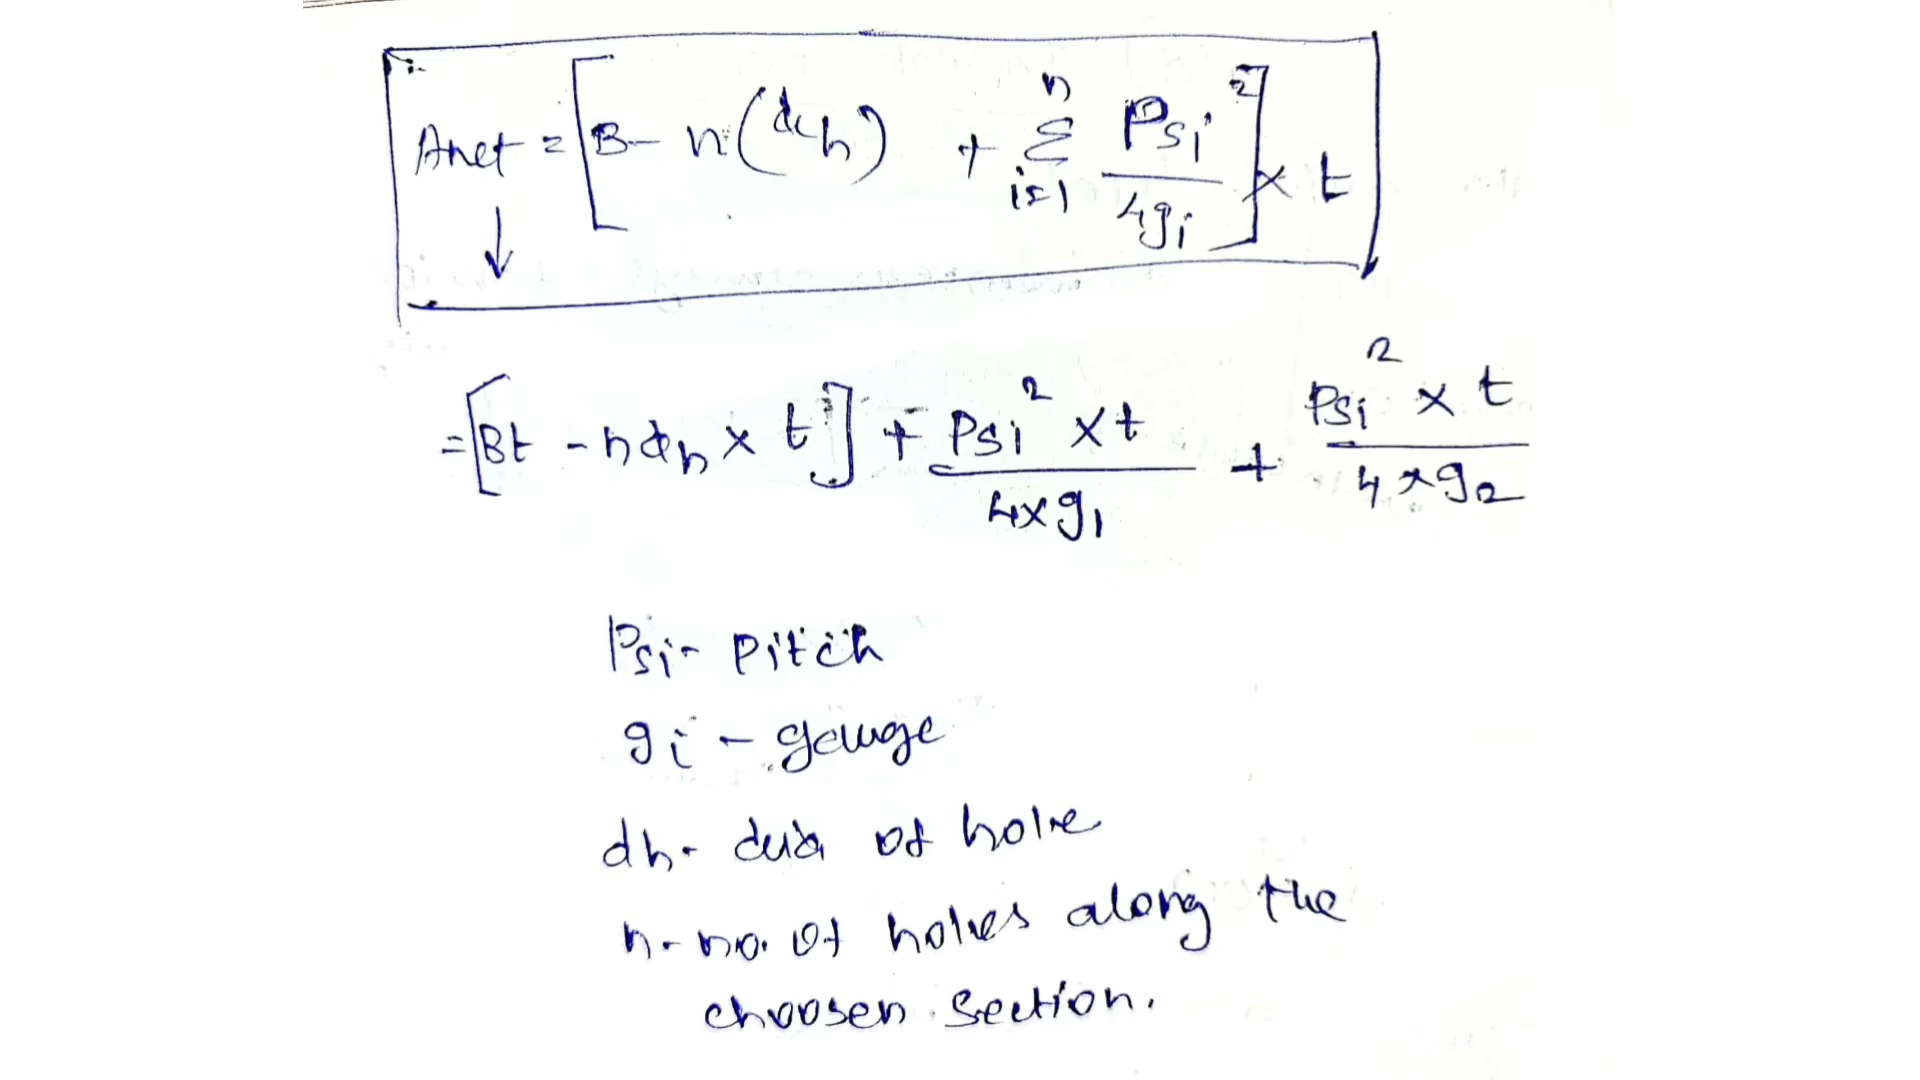 Anet = [B - n(dh) + n Σ i=1 Psi² / 4gi] × t
↓
= [Bt - n dh × t] + Psi² × t / 4×g1 + Psi² × t / 4×g2
Psi - Pitch
gi - gauge
dh - dia of hole
n - no. of holes along the
choosen section.